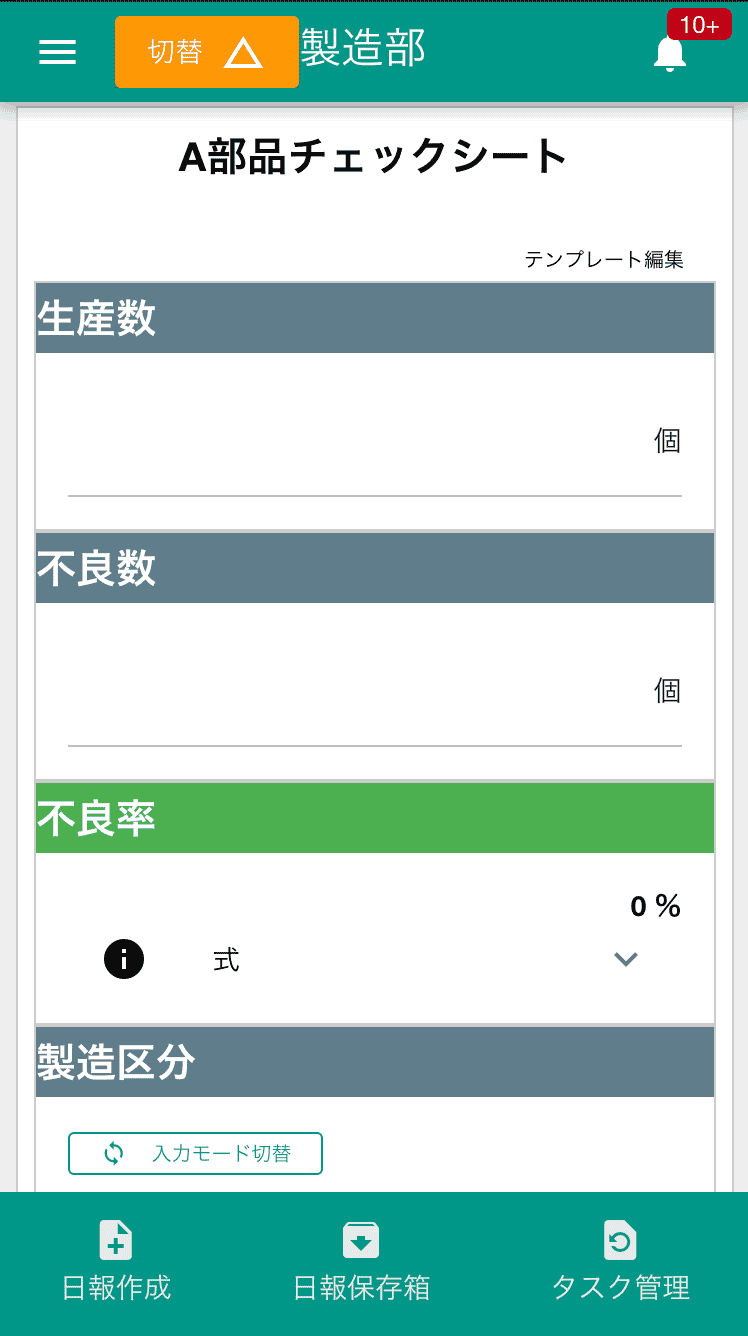 切替
製造部
10+
A部品チェックシート
テンプレート編集
生産数
個
不良数
個
不良率
0 %
式
製造区分
入力モード切替
日報作成
日報保存箱
タスク管理